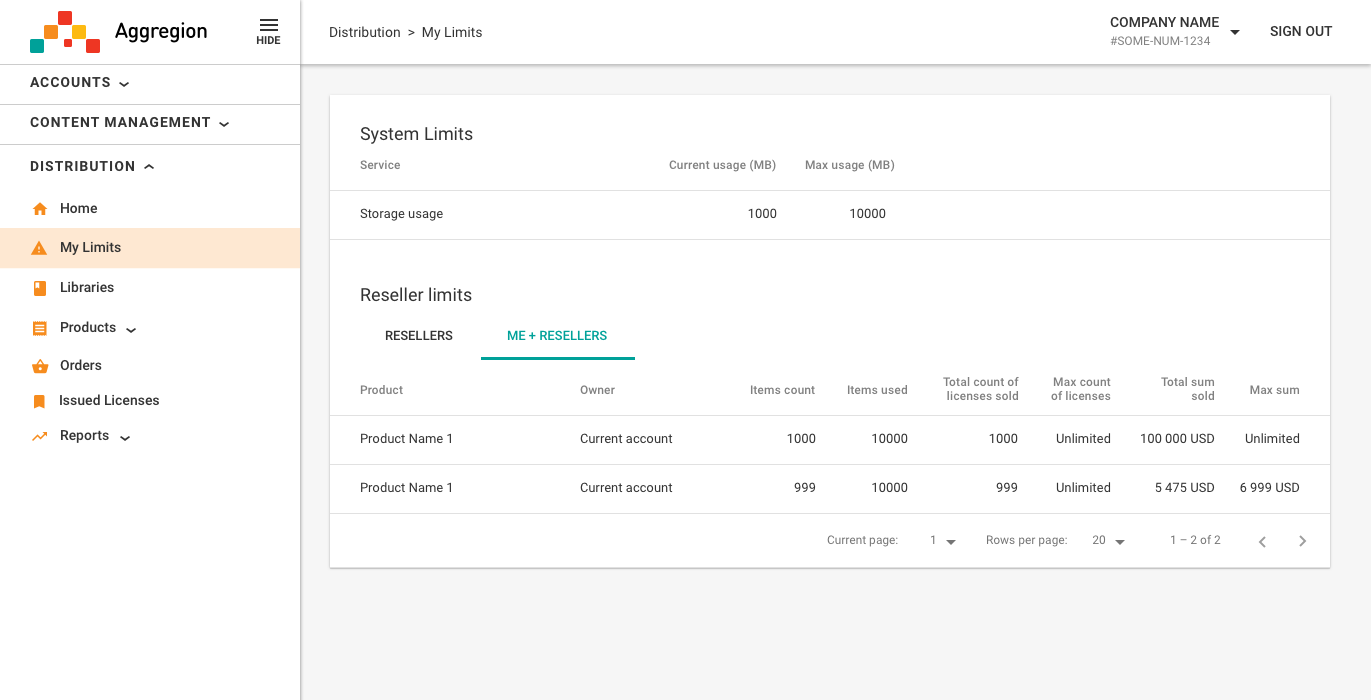 Aggregion
HIDE
ACCOUNTS
CONTENT MANAGEMENT
DISTRIBUTION
Home
My Limits
Libraries
Products
Orders
Issued Licenses
Reports
Distribution > My Limits
COMPANY NAME
#SOME-NUM-1234
SIGN OUT
System Limits
Service Current usage (MB) Max usage (MB)
Storage usage 1000 10000
Reseller limits
RESELLERS ME + RESELLERS
Product Owner Items count Items used Total count of licenses sold Max count of licenses Total sum sold Max sum
Product Name 1 Current account 1000 10000 1000 Unlimited 100 000 USD Unlimited
Product Name 1 Current account 999 10000 999 Unlimited 5 475 USD 6 999 USD
Current page: 1 Rows per page: 20 1 – 2 of 2